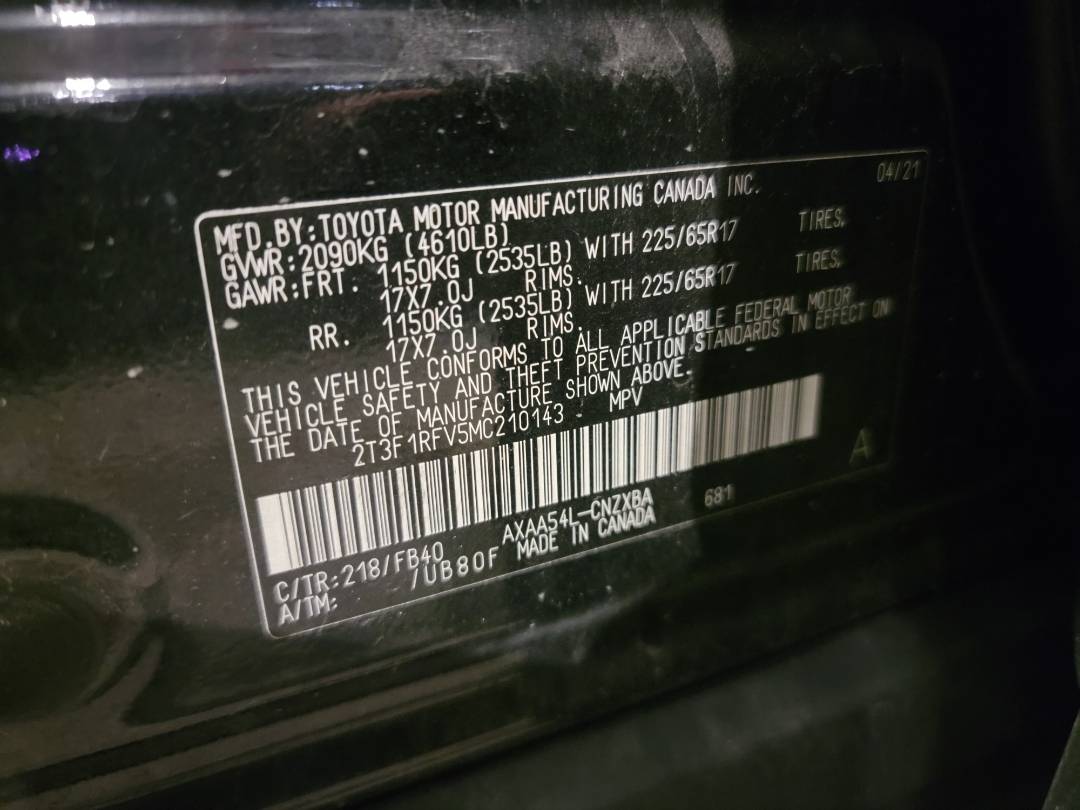 04/21
MFD.BY:TOYOTA MOTOR MANUFACTURING CANADA INC.
GVWR:2090KG (4610LB)
GAWR:FRT. 1150KG (2535LB) WITH 225/65R17 TIRES,
17X7.0J RIMS.
RR. 1150KG (2535LB) WITH 225/65R17 TIRES,
17X7.0J RIMS.
THIS VEHICLE CONFORMS TO ALL APPLICABLE FEDERAL MOTOR
VEHICLE SAFETY AND THEFT PREVENTION STANDARDS IN EFFECT ON
THE DATE OF MANUFACTURE SHOWN ABOVE.
2T3F1RFV5MC210143 MPV
A
C/TR:218/FB40 AXAA54L-CNZXBA 681
A/TM: /UB80F MADE IN CANADA